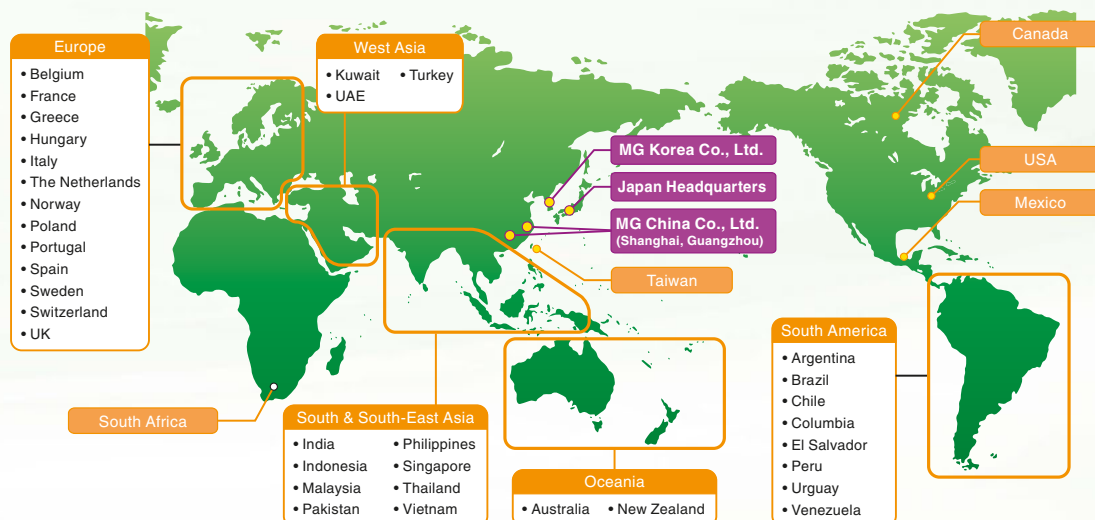 Europe
• Belgium
• France
• Greece
• Hungary
• Italy
• The Netherlands
• Norway
• Poland
• Portugal
• Spain
• Sweden
• Switzerland
• UK
West Asia
• Kuwait • Turkey
• UAE
Canada
USA
Mexico
MG Korea Co., Ltd.
Japan Headquarters
MG China Co., Ltd.
(Shanghai, Guangzhou)
Taiwan
South Africa
South & South-East Asia
• India • Philippines
• Indonesia • Singapore
• Malaysia • Thailand
• Pakistan • Vietnam
Oceania
• Australia • New Zealand
South America
• Argentina
• Brazil
• Chile
• Columbia
• El Salvador
• Peru
• Urguay
• Venezuela